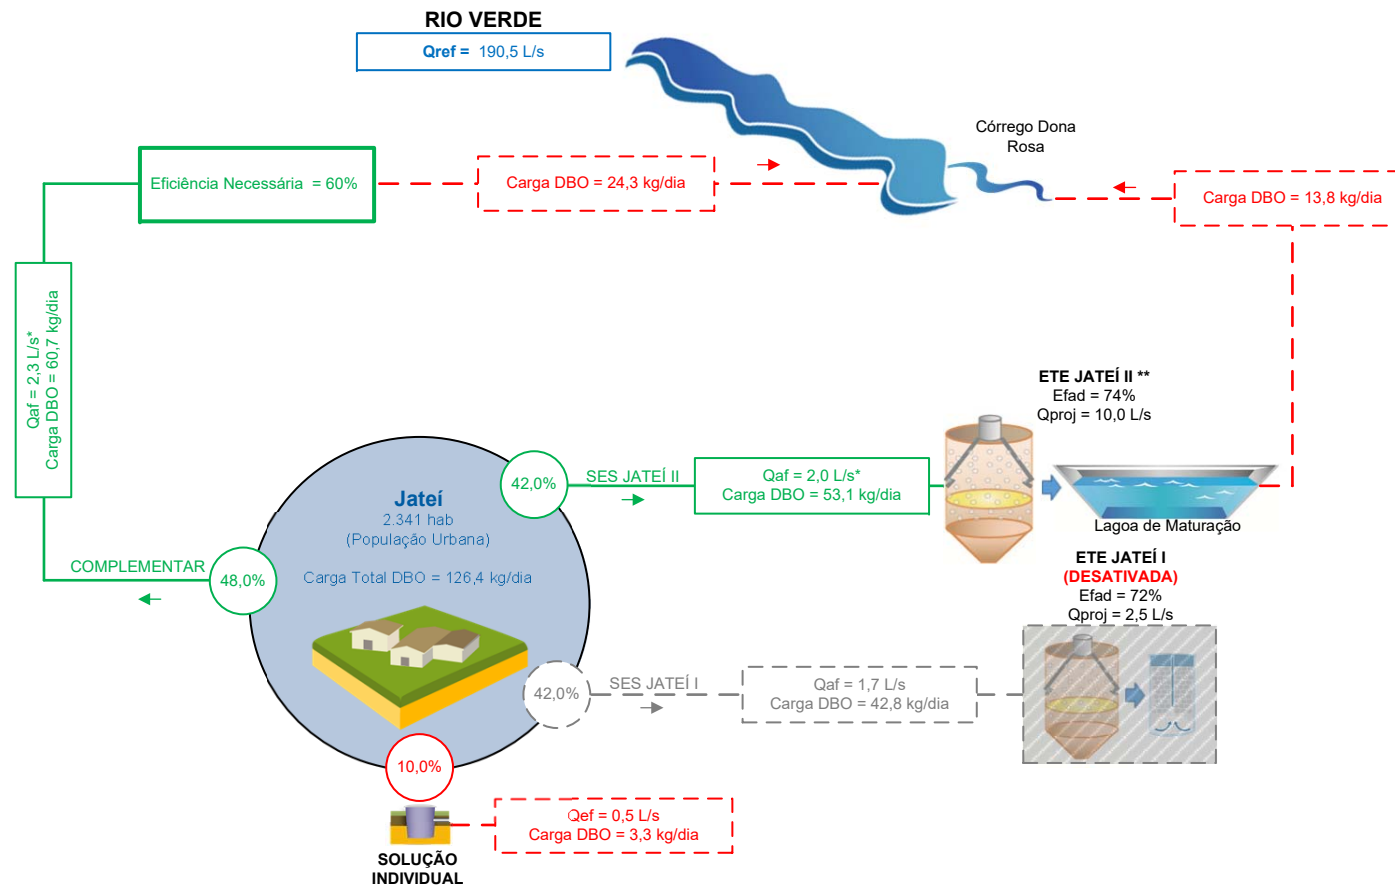 RIO VERDE
Qref = 190,5 L/s
Córrego Dona
Rosa
Eficiência Necessária = 60%
Carga DBO = 24,3 kg/dia
Carga DBO = 13,8 kg/dia
Qaf = 2,3 L/s*
Carga DBO = 60,7 kg/dia
ETE JATEÍ II **
Efad = 74%
Qproj = 10,0 L/s
42,0%
SES JATEÍ II
Qaf = 2,0 L/s*
Carga DBO = 53,1 kg/dia
Lagoa de Maturação
Jateí
2.341 hab
(População Urbana)
Carga Total DBO = 126,4 kg/dia
COMPLEMENTAR
48,0%
ETE JATEÍ I
(DESATIVADA)
Efad = 72%
Qproj = 2,5 L/s
42,0%
SES JATEÍ I
Qaf = 1,7 L/s
Carga DBO = 42,8 kg/dia
10,0%
Qef = 0,5 L/s
Carga DBO = 3,3 kg/dia
SOLUÇÃO
INDIVIDUAL